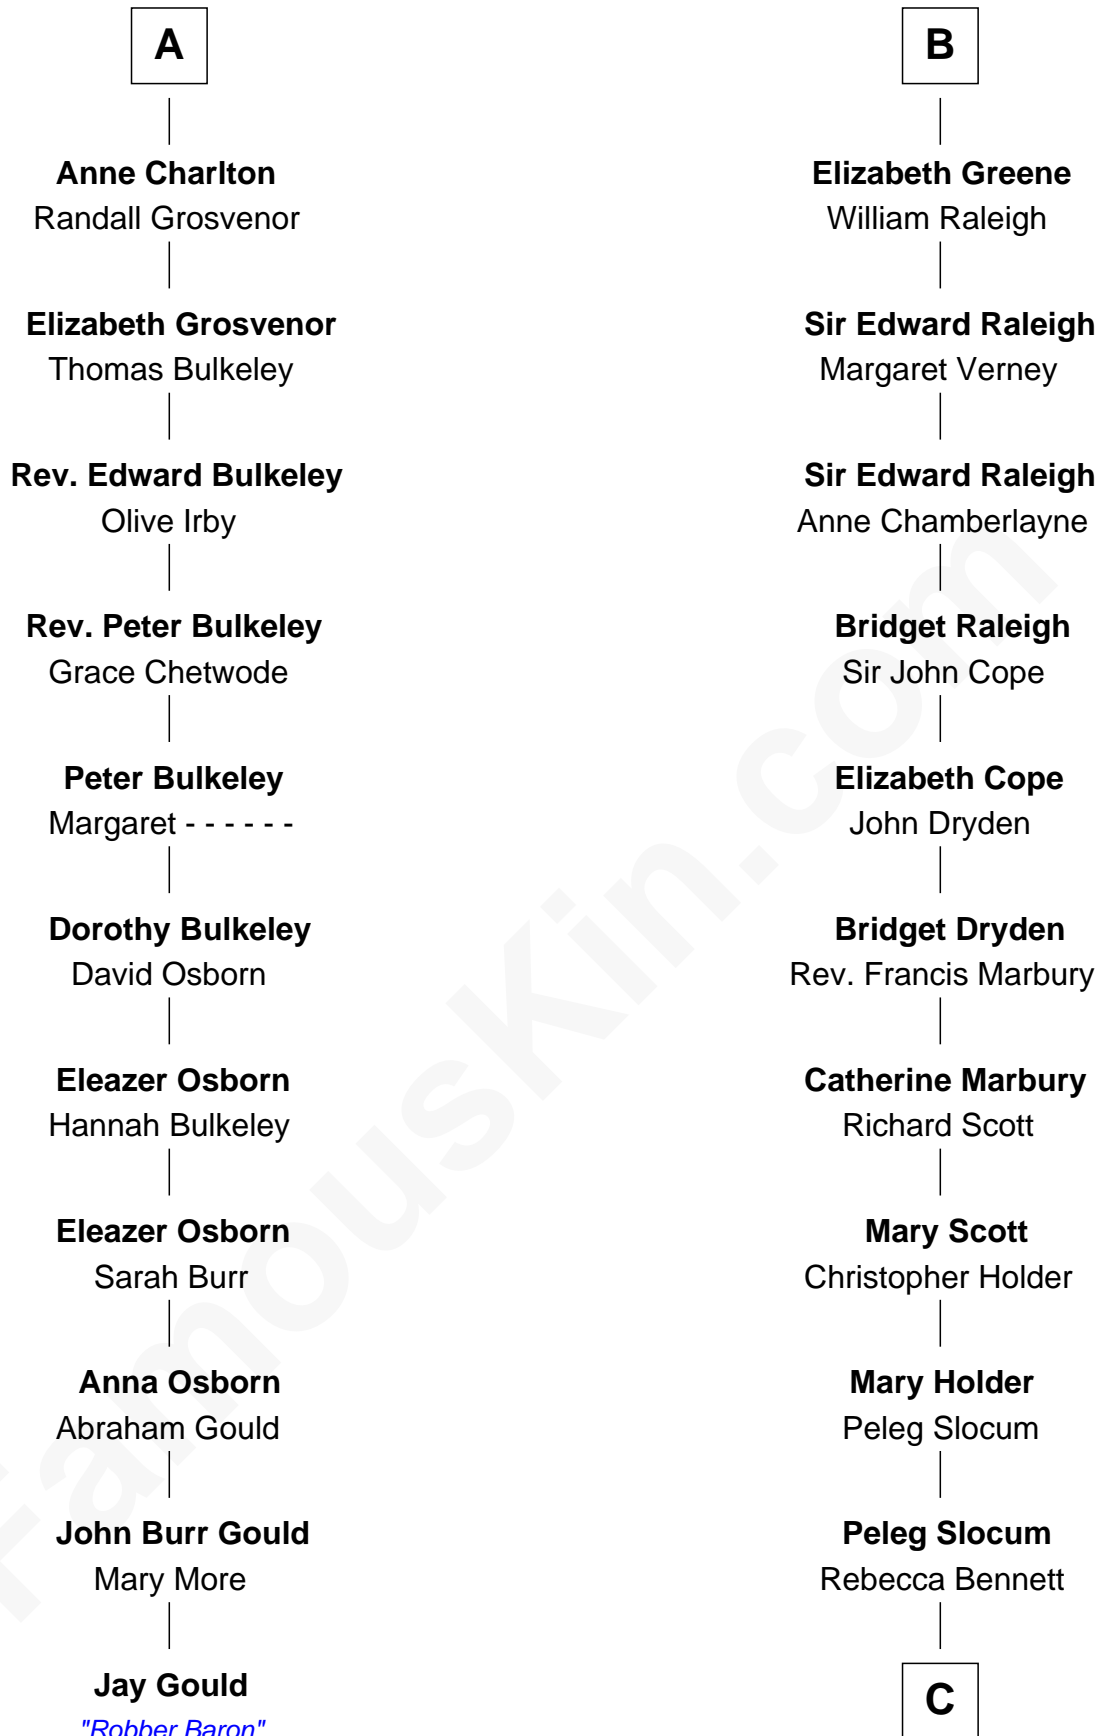 A
Anne Charlton
Randall Grosvenor
Elizabeth Grosvenor
Thomas Bulkeley
Rev. Edward Bulkeley
Olive Irby
Rev. Peter Bulkeley
Grace Chetwode
Peter Bulkeley
Margaret - - - - - -
Dorothy Bulkeley
David Osborn
Eleazer Osborn
Hannah Bulkeley
Eleazer Osborn
Sarah Burr
Anna Osborn
Abraham Gould
John Burr Gould
Mary More
Jay Gould
"Robber Baron"
B
Elizabeth Greene
William Raleigh
Sir Edward Raleigh
Margaret Verney
Sir Edward Raleigh
Anne Chamberlayne
Bridget Raleigh
Sir John Cope
Elizabeth Cope
John Dryden
Bridget Dryden
Rev. Francis Marbury
Catherine Marbury
Richard Scott
Mary Scott
Christopher Holder
Mary Holder
Peleg Slocum
Peleg Slocum
Rebecca Bennett
C
FamousKin.com